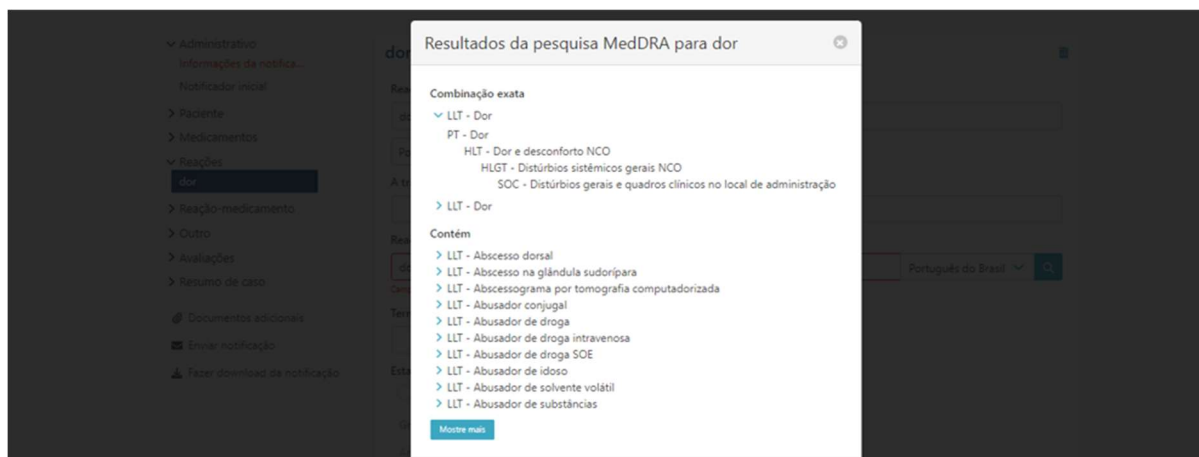 Administrativo
Informações da notifica...
Notificador inicial
Paciente
Medicamentos
Reações
dor
Reação-medicamento
Outro
Avaliações
Resumo de caso
Documentos adicionais
Enviar notificação
Fazer download da notificação
dor
Resultados da pesquisa MedDRA para dor
Combinação exata
LLT - Dor
PT - Dor
HLT - Dor e desconforto NCO
HLGT - Distúrbios sistêmicos gerais NCO
SOC - Distúrbios gerais e quadros clínicos no local de administração
LLT - Dor
Contém
LLT - Abscesso dorsal
LLT - Abscesso na glândula sudorípara
LLT - Abscessograma por tomografia computadorizada
LLT - Abusador conjugal
LLT - Abusador de droga
LLT - Abusador de droga intravenosa
LLT - Abusador de droga SOE
LLT - Abusador de idoso
LLT - Abusador de solvente volátil
LLT - Abusador de substâncias
Mostre mais
Português do Brasil